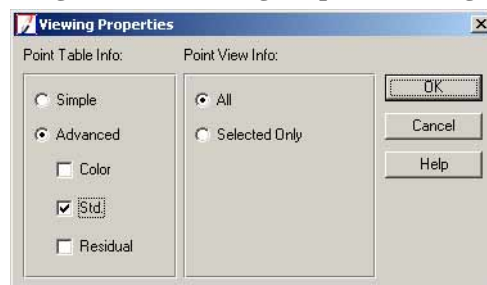 Viewing Properties
Point Table Info:
Point View Info:
Simple
Advanced
Color
Std.
Residual
All
Selected Only
OK
Cancel
Help